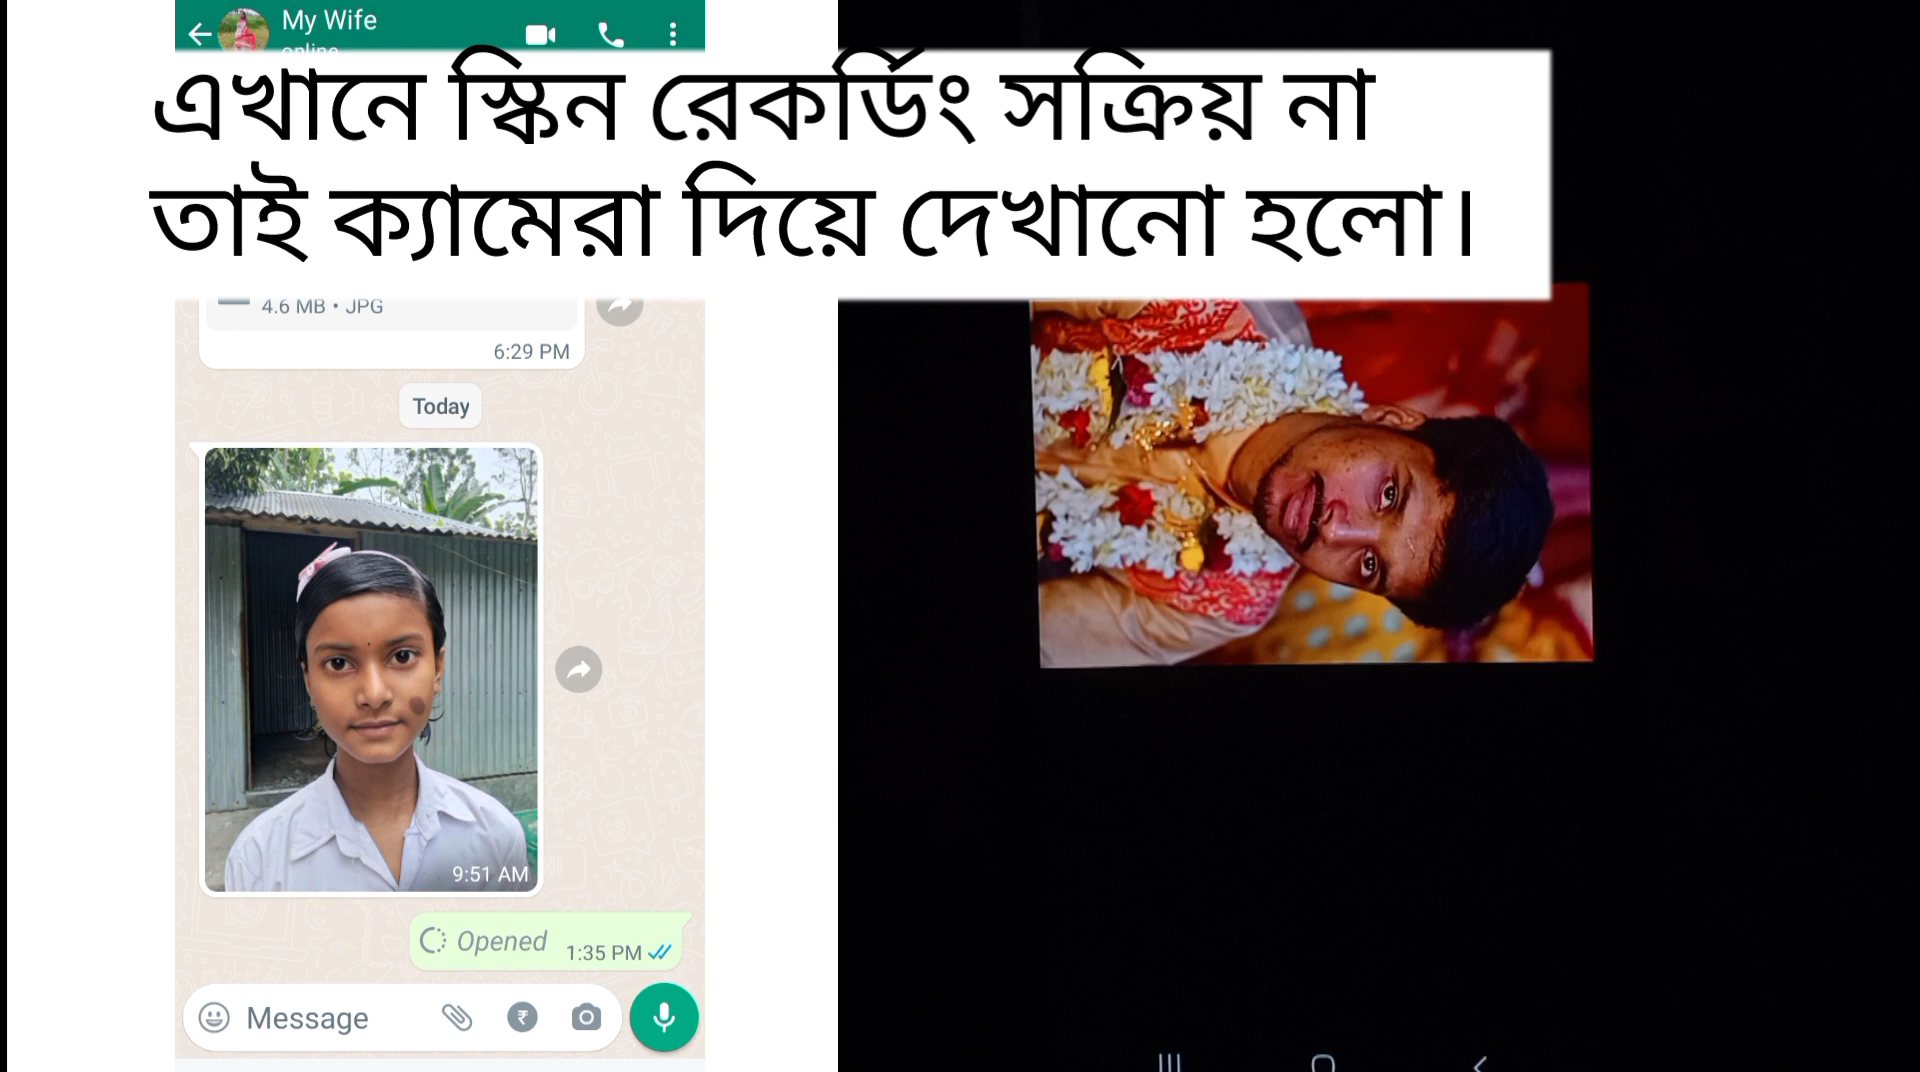 My Wife
online
এখানে স্কিন রেকর্ডিং সক্রিয় না
তাই ক্যামেরা দিয়ে দেখানো হলো।
4.6 MB • JPG
6:29 PM
Today
9:51 AM
Opened 1:35 PM
Message